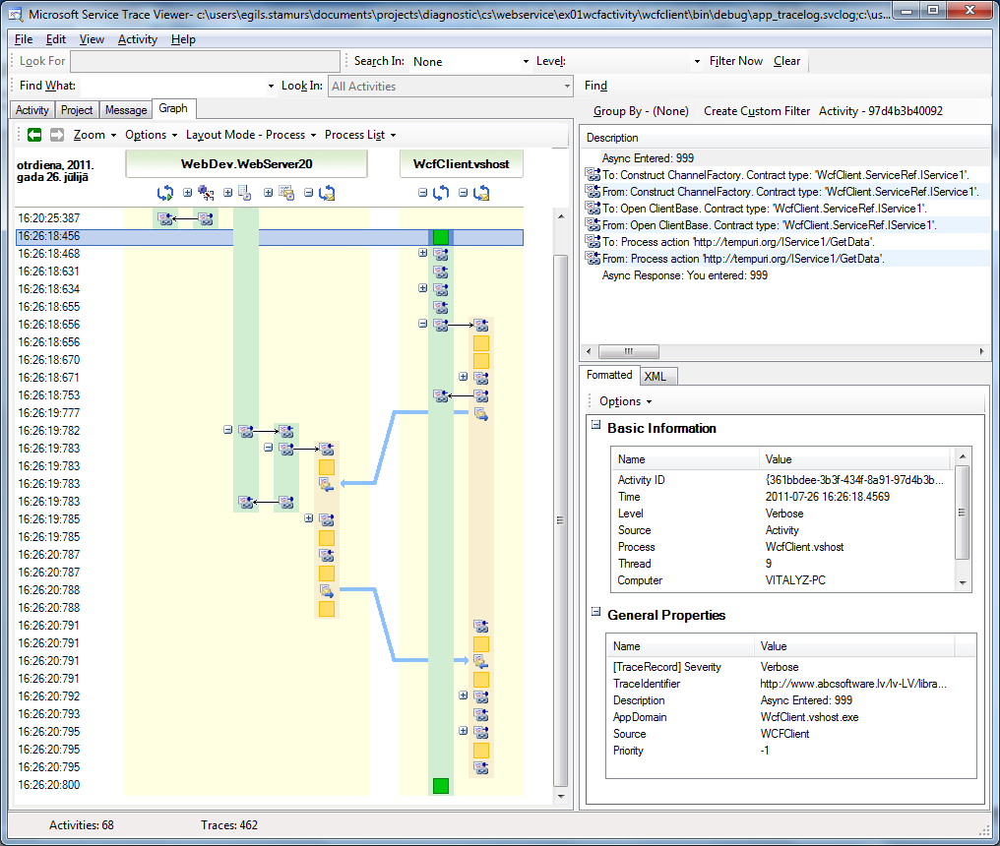 Microsoft Service Trace Viewer- c:\users\egils.stamurs\documents\projects\diagnostic\cs\webservice\ex01wcfactivity\wcfclient\bin\debug\app_tracelog.svclog;c:\us...
File Edit View Activity Help
Look For Search In: None Level: Filter Now Clear
Find What: Look In: All Activities Find
Activity Project Message Graph
Zoom Options Layout Mode - Process Process List
otrdiena, 2011. gada 26. jūlijā
WebDev.WebServer20 WcfClient.vshost
16:20:25:387
16:26:18:456
16:26:18:468
16:26:18:631
16:26:18:634
16:26:18:655
16:26:18:656
16:26:18:656
16:26:18:670
16:26:18:671
16:26:18:753
16:26:19:777
16:26:19:782
16:26:19:783
16:26:19:783
16:26:19:783
16:26:19:783
16:26:19:785
16:26:19:785
16:26:20:787
16:26:20:787
16:26:20:788
16:26:20:788
16:26:20:791
16:26:20:791
16:26:20:791
16:26:20:791
16:26:20:792
16:26:20:793
16:26:20:795
16:26:20:795
16:26:20:795
16:26:20:800
Group By - (None) Create Custom Filter Activity - 97d4b3b40092
Description
Async Entered: 999
To: Construct ChannelFactory. Contract type: 'WcfClient.ServiceRef.IService1'.
From: Construct ChannelFactory. Contract type: 'WcfClient.ServiceRef.IService1'.
To: Open ClientBase. Contract type: 'WcfClient.ServiceRef.IService1'.
From: Open ClientBase. Contract type: 'WcfClient.ServiceRef.IService1'.
To: Process action 'http://tempuri.org/IService1/GetData'.
From: Process action 'http://tempuri.org/IService1/GetData'.
Async Response: You entered: 999
Formatted XML
Options
Basic Information
Name Value
Activity ID {361bbdee-3b3f-434f-8a91-97d4b3b...
Time 2011-07-26 16:26:18.4569
Level Verbose
Source Activity
Process WcfClient.vshost
Thread 9
Computer VITALYZ-PC
General Properties
Name Value
[TraceRecord] Severity Verbose
TraceIdentifier http://www.abcsoftware.lv/lv-LV/libra...
Description Async Entered: 999
AppDomain WcfClient.vshost.exe
Source WCFClient
Priority -1
Activities: 68 Traces: 462